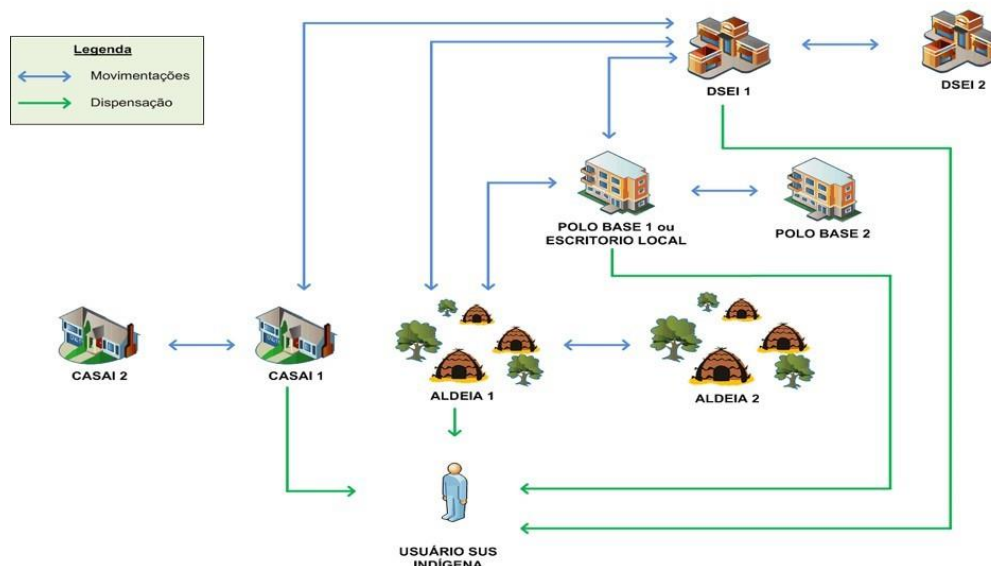 Legenda
Movimentações
Dispensação
DSEI 1
DSEI 2
POLO BASE 1 ou
ESCRITORIO LOCAL
POLO BASE 2
CASAI 2
CASAI 1
ALDEIA 1
ALDEIA 2
USUÁRIO SUS
INDÍGENA